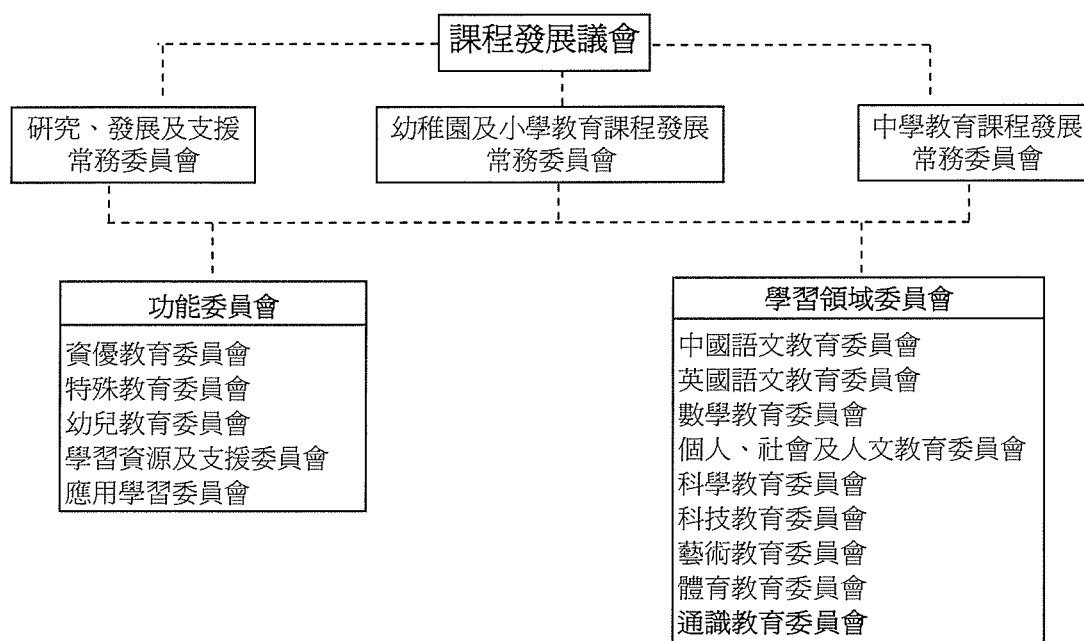 課程發展議會
研究、發展及支援
常務委員會
幼稚園及小學教育課程發展
常務委員會
中學教育課程發展
常務委員會
功能委員會
資優教育委員會
特殊教育委員會
幼兒教育委員會
學習資源及支援委員會
應用學習委員會
學習領域委員會
中國語文教育委員會
英國語文教育委員會
數學教育委員會
個人、社會及人文教育委員會
科學教育委員會
科技教育委員會
藝術教育委員會
體育教育委員會
通識教育委員會